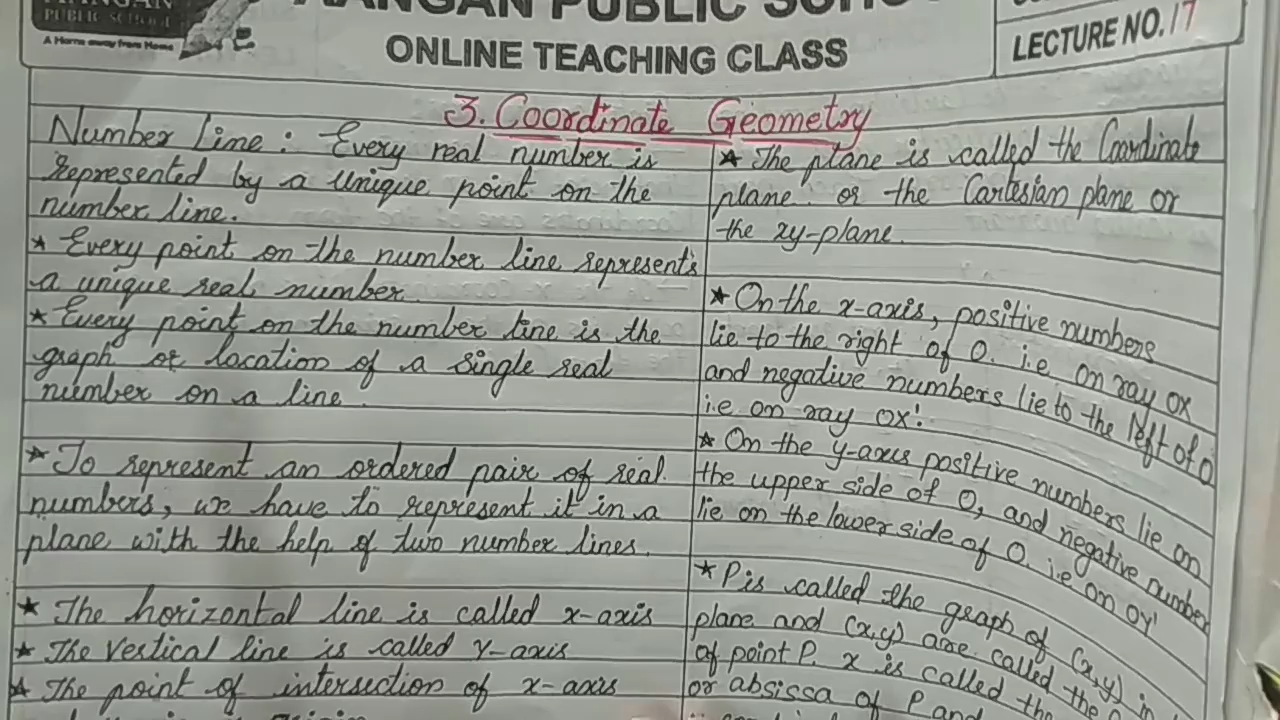 PUBLIC SCHOOL
A Home away from Home
PUBLIC
ONLINE TEACHING CLASS
LECTURE NO. 17
3. Coordinate Geometry
Number Line : Every real number is
represented by a unique point on the
number line.
* Every point on the number line represents
a unique real number.
* Every point on the number line is the
graph or location of a single real
number on a line.
* To represent an ordered pair of real
numbers, we have to represent it in a
plane with the help of two number lines.
* The horizontal line is called x-axis
* The vertical line is called Y-axis
* The point of intersection of x-axis
* The plane is called the Coordinate
plane. or the Cartesian plane or
the xy-plane.
* On the x-axis, positive numbers
lie to the right of O. i.e on ray OX
and negative numbers lie to the left of O
i.e on ray OX'.
* On the y-axis positive numbers lie on
the upper side of O, and negative number
lie on the lower side of O. i.e on OY'
* P is called the graph of (x,y) in
plane and (x,y) are called the
of point P. x is called the
or absissa of P and